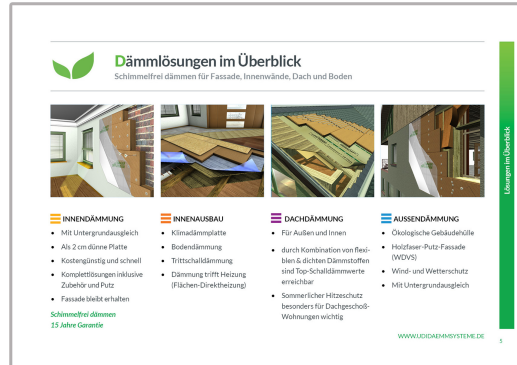 Dämmlösungen im Überblick
Schimmelfrei dämmen für Fassade, Innenwände, Dach und Boden
INNENDÄMMUNG
• Mit Untergrundausgleich
• Als 2 cm dünne Platte
• Kostengünstig und schnell
• Komplettlösungen inklusive
Zubehör und Putz
• Fassade bleibt erhalten
Schimmelfrei dämmen
15 Jahre Garantie
INNENAUSBAU
• Klimadämmplatte
• Bodendämmung
• Trittschalldämmung
• Dämmung trifft Heizung
(Flächen-Direktheizung)
DACHDÄMMUNG
• Für Außen und Innen
• durch Kombination von flexi-
blen & dichten Dämmstoffen
sind Top-Schalldämmwerte
erreichbar
• Sommerlicher Hitzeschutz
besonders für Dachgeschoß-
Wohnungen wichtig
AUSSENDÄMMUNG
• Ökologische Gebäudehülle
• Holzfaser-Putz-Fassade
(WDVS)
• Wind- und Wetterschutz
• Mit Untergrundausgleich
WWW.UDIDAEMMSYSTEME.DE
5
Lösungen im Überblick